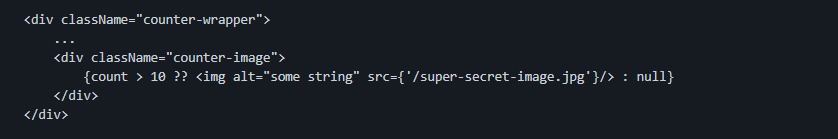 <div className="counter-wrapper">
    ...
    <div className="counter-image">
        {count > 10 ?? <img alt="some string" src={'/super-secret-image.jpg'}/> : null}
    </div>
</div>